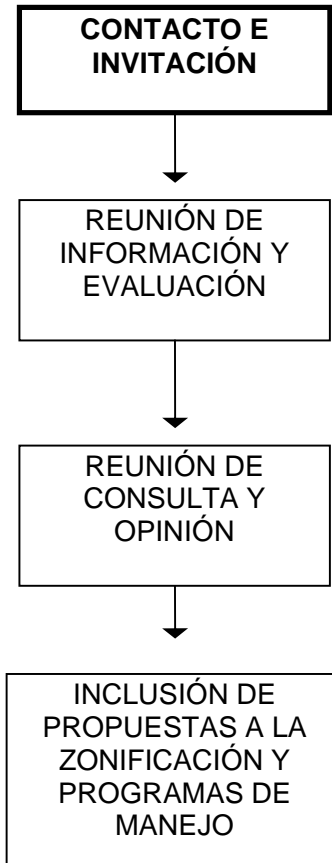 CONTACTO E
INVITACIÓN
REUNIÓN DE
INFORMACIÓN Y
EVALUACIÓN
REUNIÓN DE
CONSULTA Y
OPINIÓN
INCLUSIÓN DE
PROPUESTAS A LA
ZONIFICACIÓN Y
PROGRAMAS DE
MANEJO